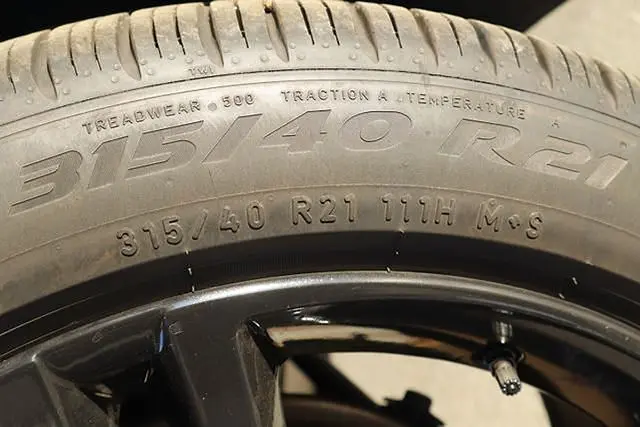 TWI
TREADWEAR 500 TRACTION A TEMPERATURE A
315/40 R21
315/40 R21 111H M+S